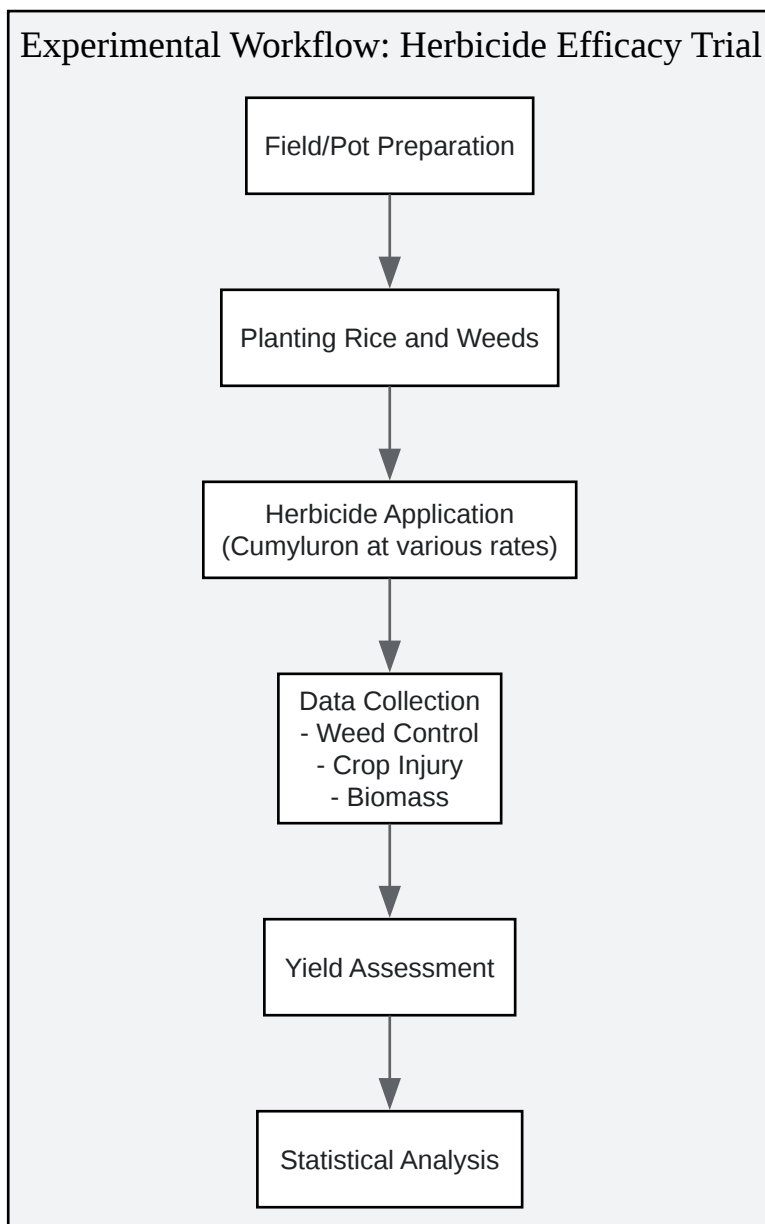 Experimental Workflow: Herbicide Efficacy Trial
Field/Pot Preparation
Planting Rice and Weeds
Herbicide Application
(Cumyluron at various rates)
Data Collection
- Weed Control
- Crop Injury
- Biomass
Yield Assessment
Statistical Analysis